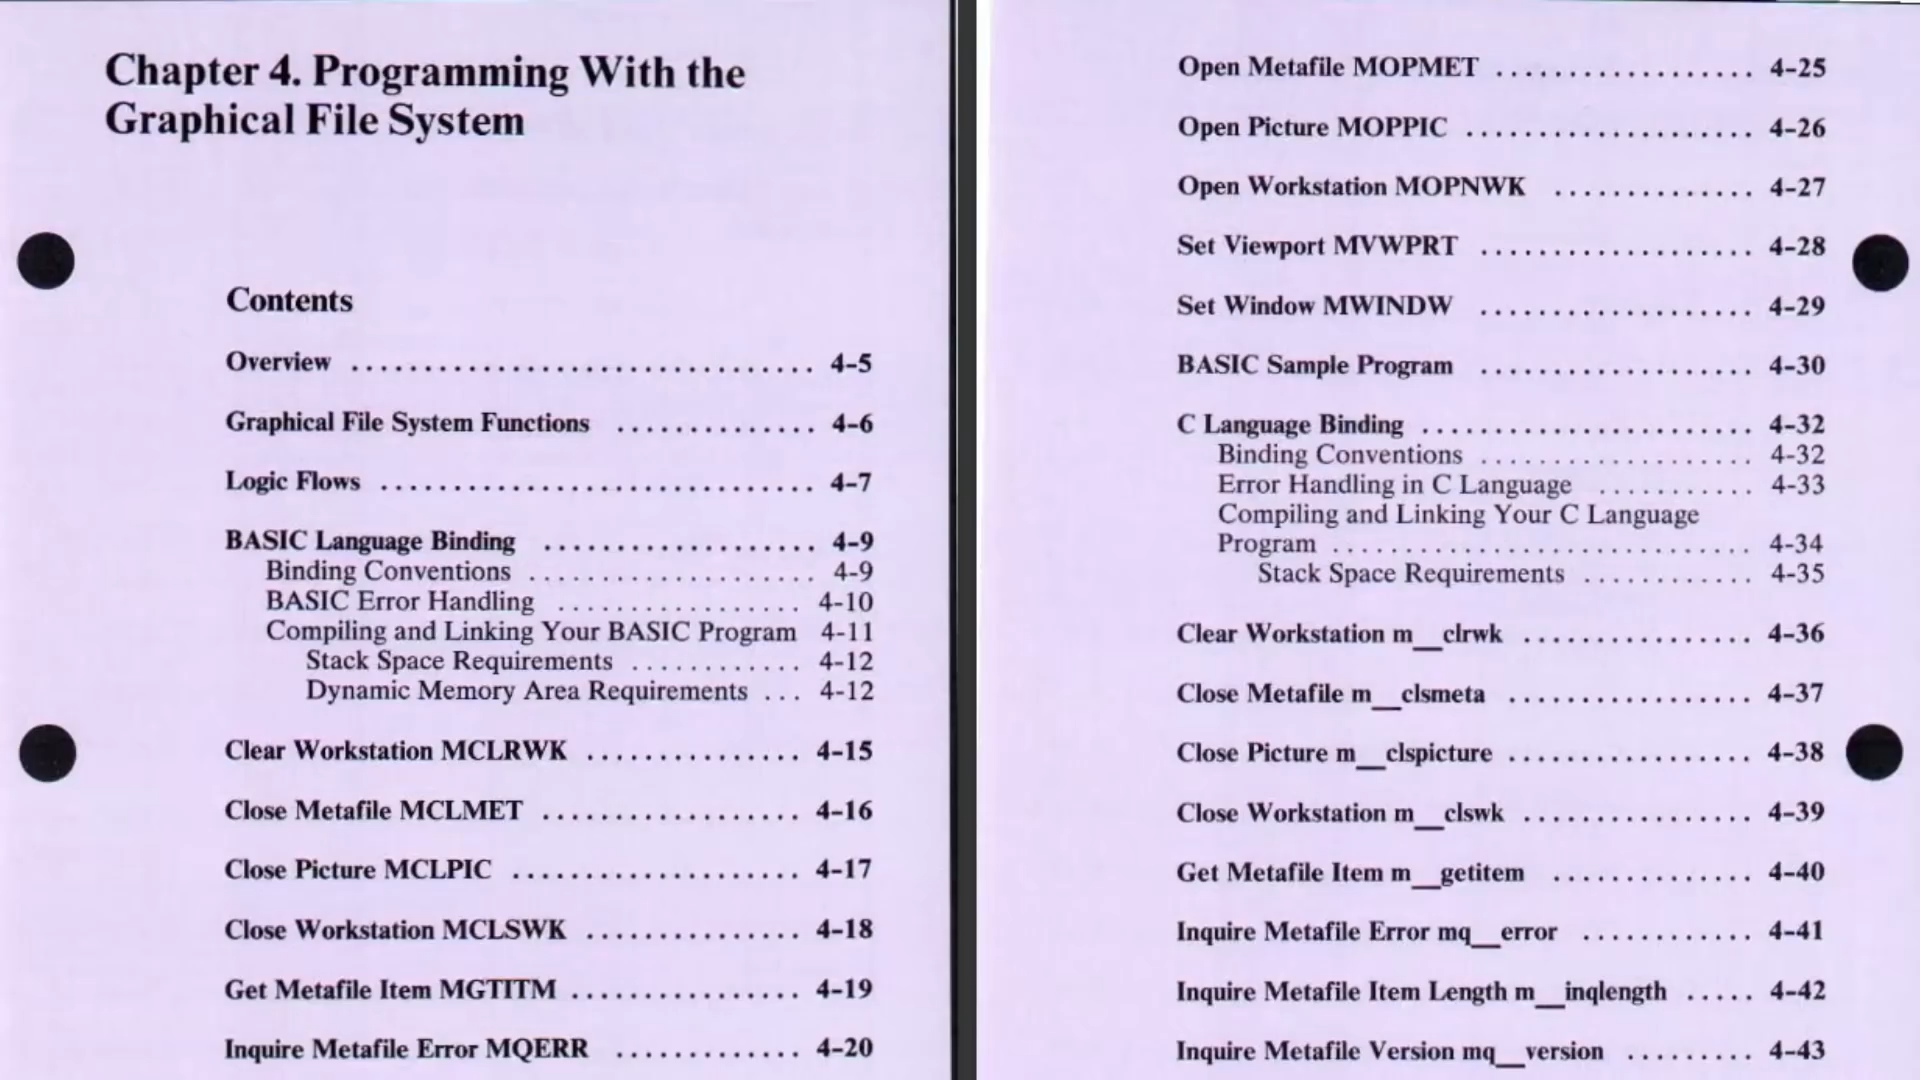 Chapter 4. Programming With the
Graphical File System
Contents
Overview ................................ 4-5
Graphical File System Functions .............. 4-6
Logic Flows .............................. 4-7
BASIC Language Binding ................... 4-9
Binding Conventions .................... 4-9
BASIC Error Handling ................. 4-10
Compiling and Linking Your BASIC Program 4-11
Stack Space Requirements ............ 4-12
Dynamic Memory Area Requirements ... 4-12
Clear Workstation MCLRWK ............... 4-15
Close Metafile MCLMET .................. 4-16
Close Picture MCLPIC .................... 4-17
Close Workstation MCLSWK ............... 4-18
Get Metafile Item MGTITM ................ 4-19
Inquire Metafile Error MQERR ............. 4-20
Open Metafile MOPMET .................. 4-25
Open Picture MOPPIC .................... 4-26
Open Workstation MOPNWK .............. 4-27
Set Viewport MVWPRT ................... 4-28
Set Window MWINDW ................... 4-29
BASIC Sample Program ................... 4-30
C Language Binding ....................... 4-32
Binding Conventions ................... 4-32
Error Handling in C Language ........... 4-33
Compiling and Linking Your C Language
Program ............................. 4-34
Stack Space Requirements ............ 4-35
Clear Workstation m__clrwk ................ 4-36
Close Metafile m__clsmeta ................. 4-37
Close Picture m__clspicture ................. 4-38
Close Workstation m__clswk ................ 4-39
Get Metafile Item m__getitem .............. 4-40
Inquire Metafile Error mq__error ............ 4-41
Inquire Metafile Item Length m__inqlength ..... 4-42
Inquire Metafile Version mq__version ......... 4-43